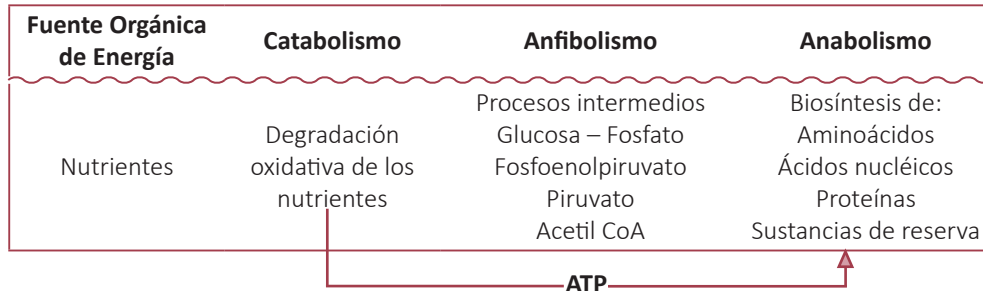 Fuente Orgánica
de Energía
Catabolismo
Anfibolismo
Anabolismo
Nutrientes
Degradación
oxidativa de los
nutrientes
Procesos intermedios
Glucosa – Fosfato
Fosfoenolpiruvato
Piruvato
Acetil CoA
Biosíntesis de:
Aminoácidos
Ácidos nucléicos
Proteínas
Sustancias de reserva
ATP